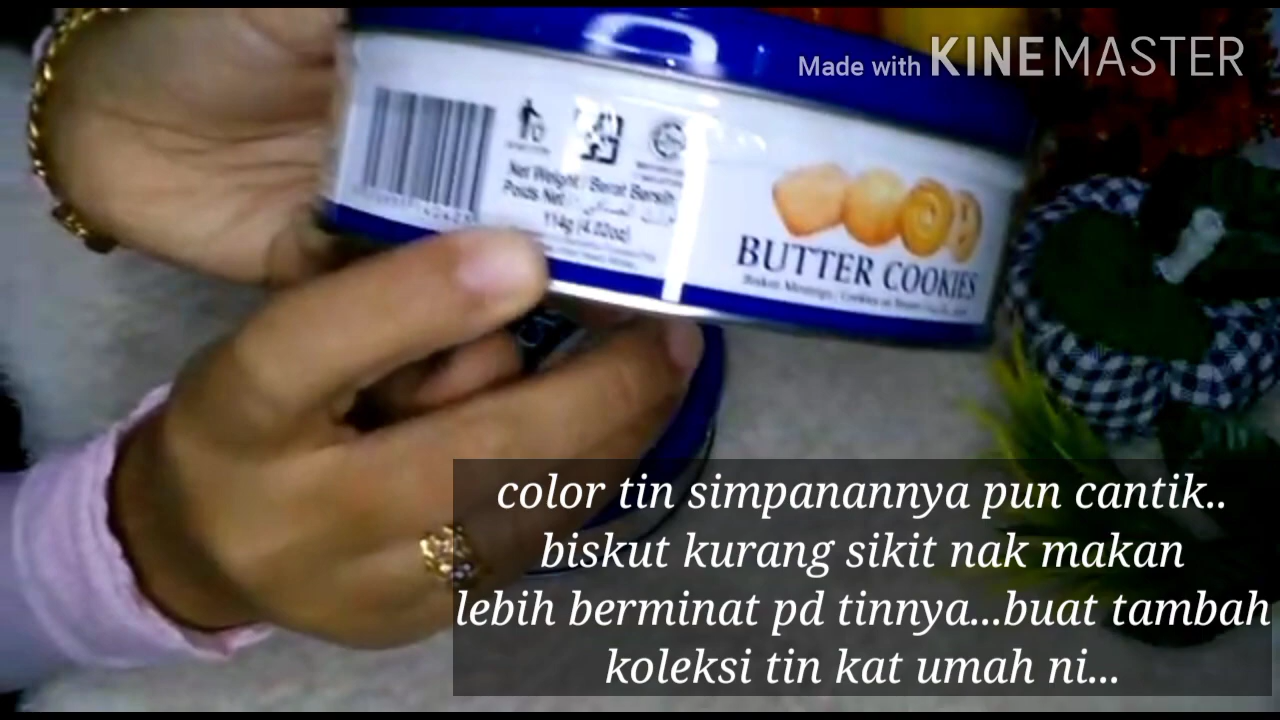 Made with KINEMASTER
Net Weight / Berat Bersih
Poids Net
114g (4.02oz)
BUTTER COOKIES
color tin simpanannya pun cantik..
biskut kurang sikit nak makan
lebih berminat pd tinnya...buat tambah
koleksi tin kat umah ni...